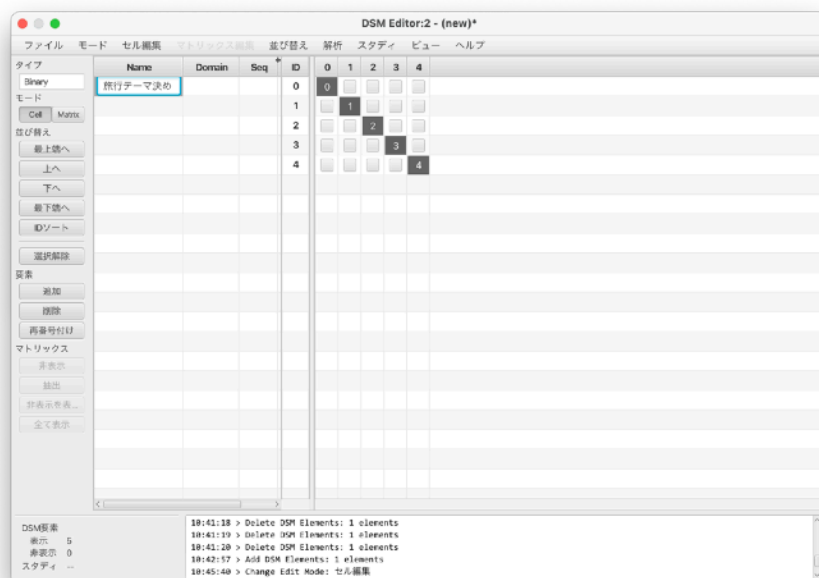 DSM Editor:2 - (new)*
ファイル モード セル編集 マトリックス編集 並び替え 解析 スタディ ビュー ヘルプ
タイプ
Binary
モード
Cell Matrix
並び替え
最上端へ
上へ
下へ
最下端へ
IDソート
選択解除
要素
追加
削除
再番号付け
マトリックス
非表示
抽出
非表示を表...
全て表示
Name Domain Seq ID 0 1 2 3 4
旅行テーマ決め 0 0
1 1
2 2
3 3
4 4
DSM要素
表示 5
非表示 0
スタディ --
10:41:18 > Delete DSM Elements: 1 elements
10:41:19 > Delete DSM Elements: 1 elements
10:41:20 > Delete DSM Elements: 1 elements
10:42:57 > Add DSM Elements: 1 elements
10:45:40 > Change Edit Mode: セル編集